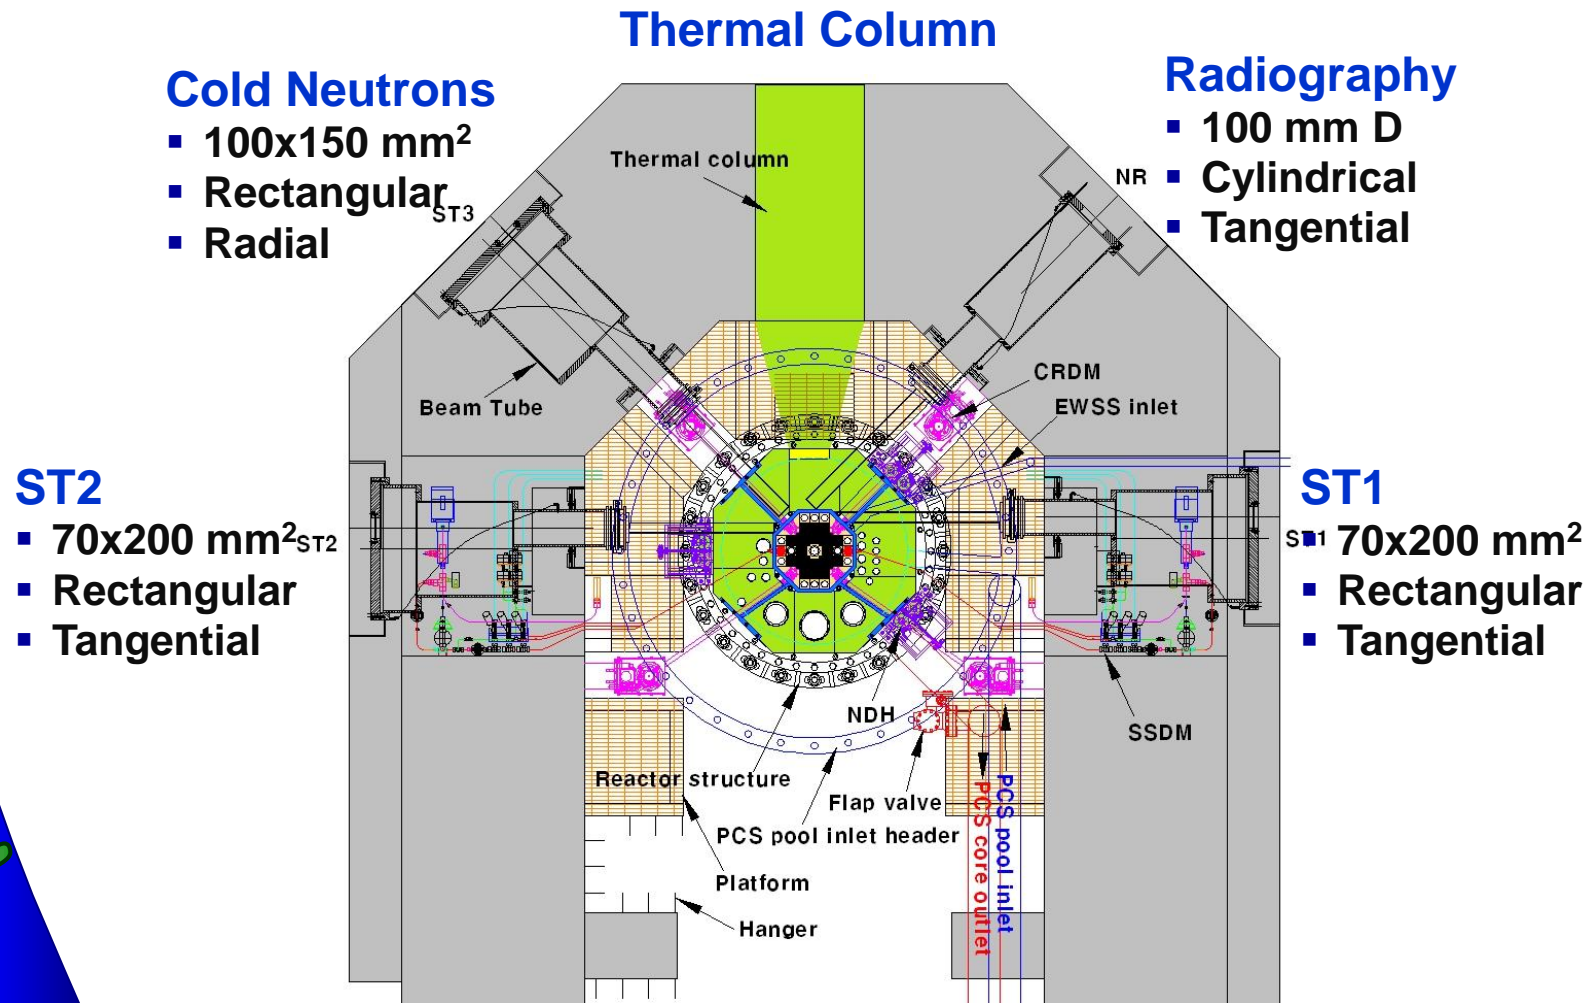 Thermal Column
Cold Neutrons
▪ 100x150 mm²
▪ Rectangular
▪ Radial
ST3
Radiography
▪ 100 mm D
▪ Cylindrical
▪ Tangential
NR
Thermal column
CRDM
EWSS inlet
Beam Tube
ST2
▪ 70x200 mm²
▪ Rectangular
▪ Tangential
ST2
ST1
▪ 70x200 mm²
▪ Rectangular
▪ Tangential
ST1
NDH
SSDM
Reactor structure
Flap valve
PCS pool inlet header
Platform
Hanger
PCS core outlet
PCS pool inlet